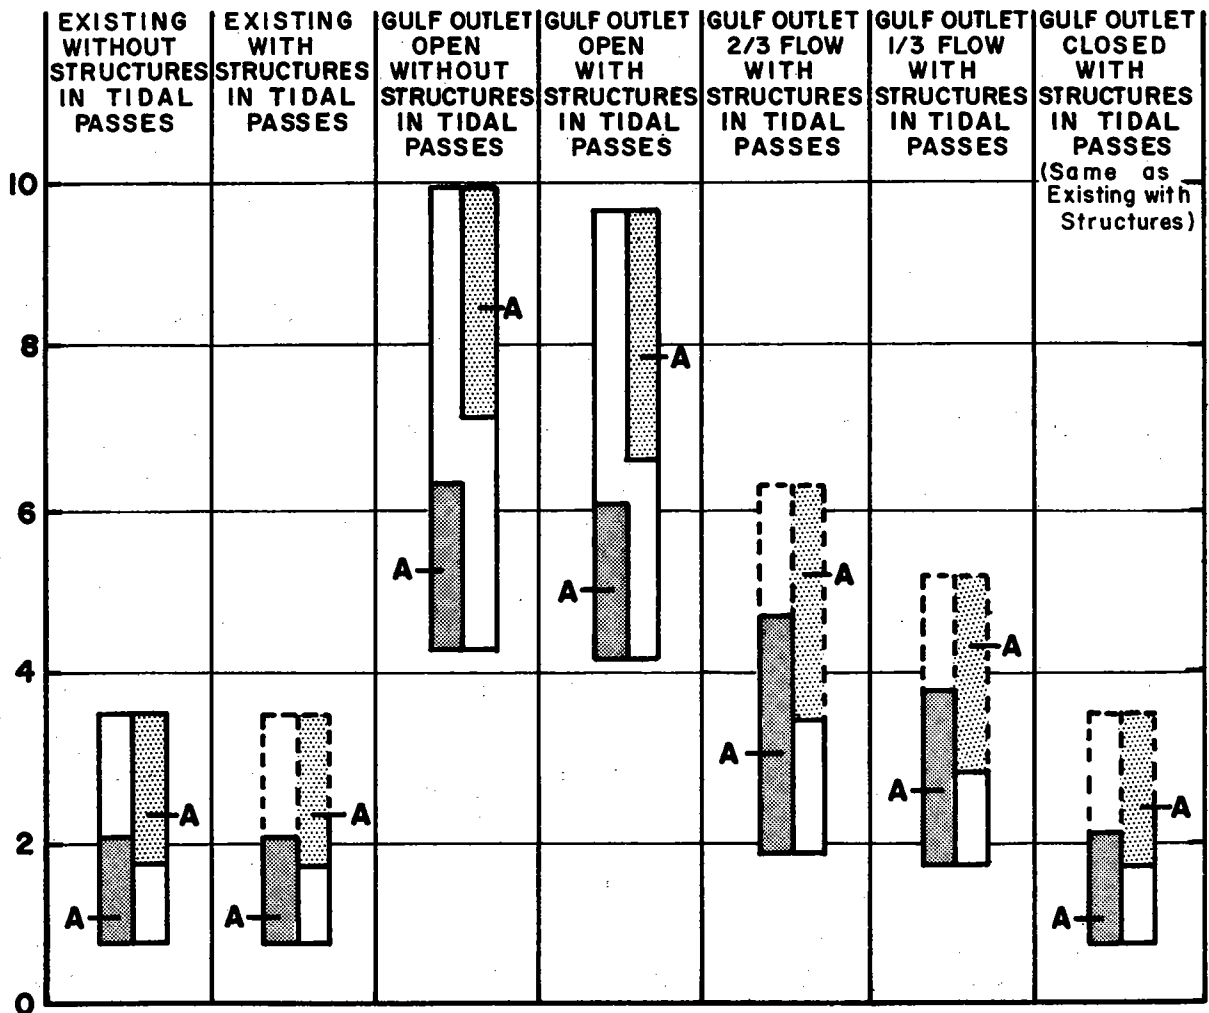 EXISTING
WITHOUT
STRUCTURES
IN TIDAL
PASSES
EXISTING
WITH
STRUCTURES
IN TIDAL
PASSES
GULF OUTLET
OPEN
WITHOUT
STRUCTURES
IN TIDAL
PASSES
GULF OUTLET
OPEN
WITH
STRUCTURES
IN TIDAL
PASSES
GULF OUTLET
2/3 FLOW
WITH
STRUCTURES
IN TIDAL
PASSES
GULF OUTLET
1/3 FLOW
WITH
STRUCTURES
IN TIDAL
PASSES
GULF OUTLET
CLOSED
WITH
STRUCTURES
IN TIDAL
PASSES
(Same as
Existing with
Structures)
10
8
6
4
2
0
A
A
A
A
A
A
A
A
A
A
A
A
A
A